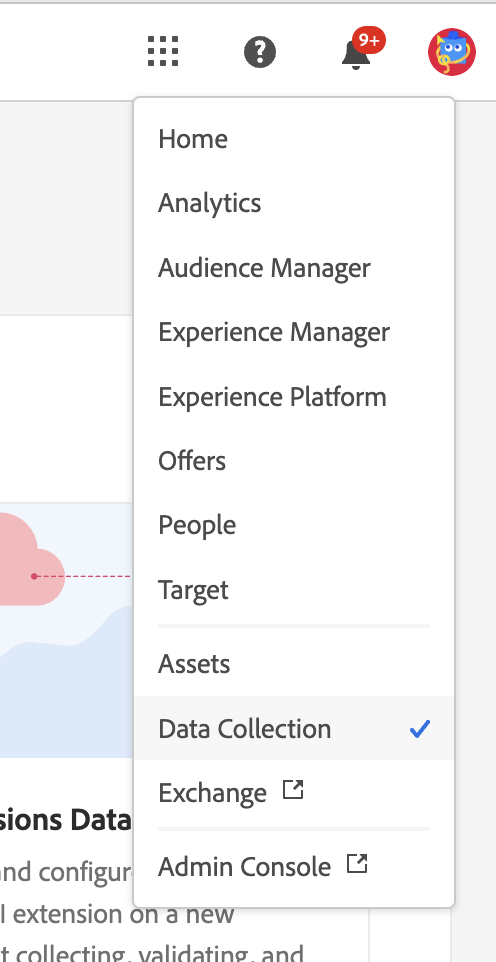 ?
9+
Home
Analytics
Audience Manager
Experience Manager
Experience Platform
Offers
People
Target
Assets
Data Collection
Exchange
Admin Console
sions Data
nd configur
l extension on a new
t collecting, validating, and